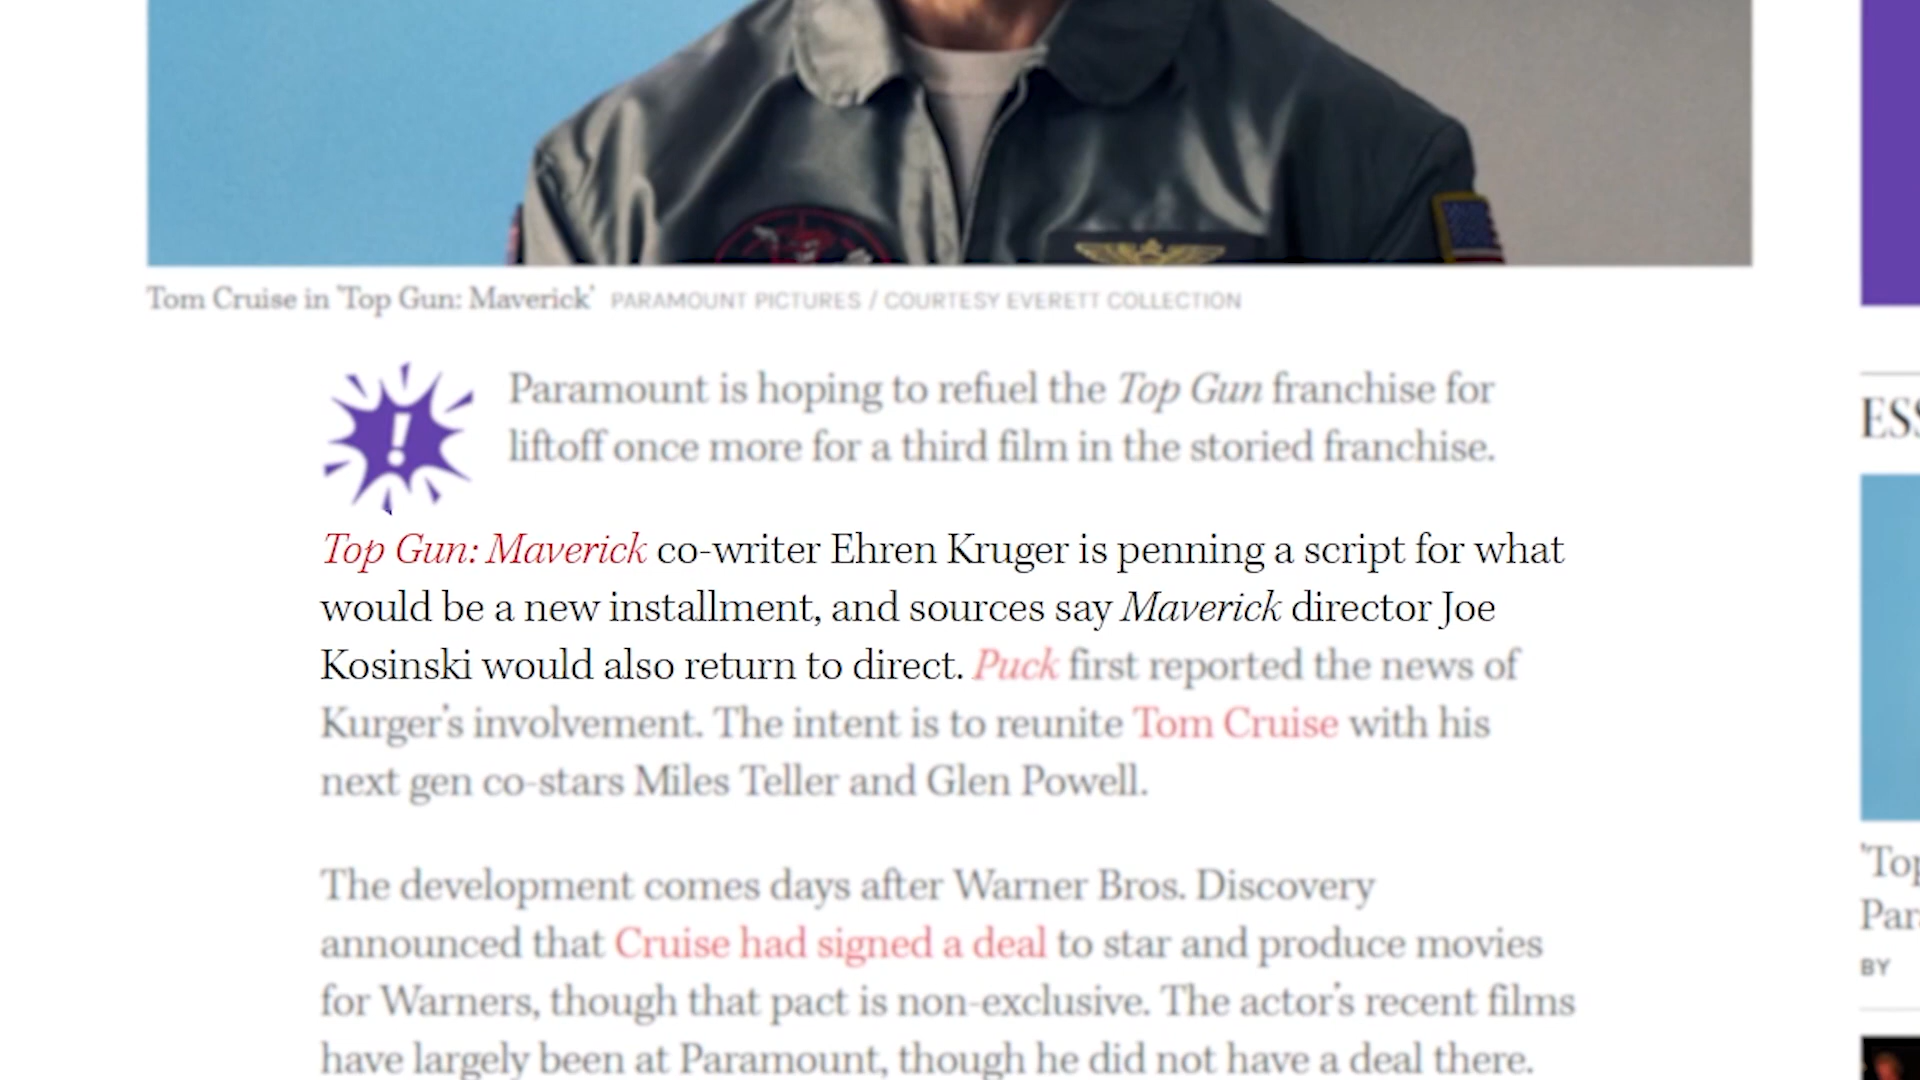 Tom Cruise in 'Top Gun: Maverick' PARAMOUNT PICTURES / COURTESY EVERETT COLLECTION
Paramount is hoping to refuel the Top Gun franchise for
liftoff once more for a third film in the storied franchise.
Top Gun: Maverick co-writer Ehren Kruger is penning a script for what
would be a new installment, and sources say Maverick director Joe
Kosinski would also return to direct. Puck first reported the news of
Kurger's involvement. The intent is to reunite Tom Cruise with his
next gen co-stars Miles Teller and Glen Powell.
The development comes days after Warner Bros. Discovery
announced that Cruise had signed a deal to star and produce movies
for Warners, though that pact is non-exclusive. The actor's recent films
have largely been at Paramount, though he did not have a deal there.
ESS
'Top
Par
BY